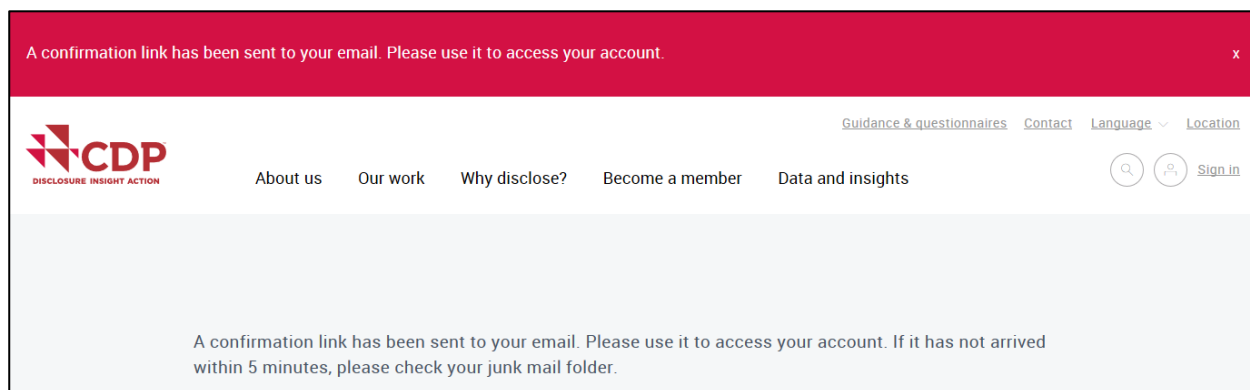 A confirmation link has been sent to your email. Please use it to access your account.
x
Guidance & questionnaires Contact Language Location
CDP
DISCLOSURE INSIGHT ACTION
About us Our work Why disclose? Become a member Data and insights
Sign in
A confirmation link has been sent to your email. Please use it to access your account. If it has not arrived
within 5 minutes, please check your junk mail folder.